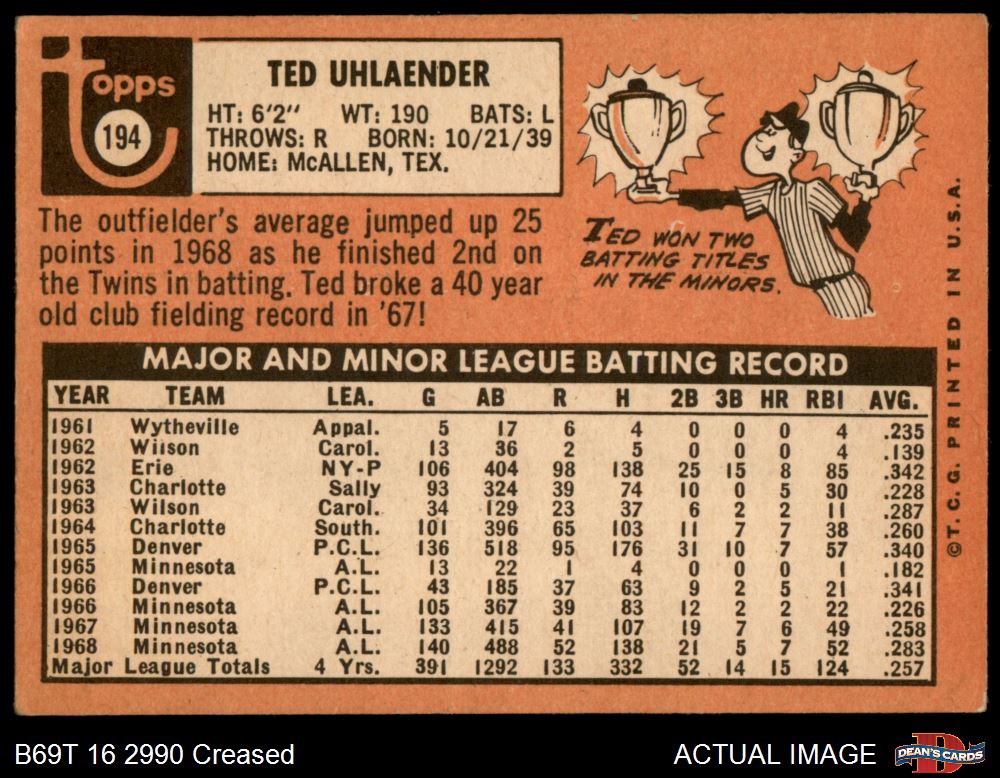 Topps
194
TED UHLAENDER
HT: 6'2" WT: 190 BATS: L
THROWS: R BORN: 10/21/39
HOME: McALLEN, TEX.
The outfielder's average jumped up 25
points in 1968 as he finished 2nd on
the Twins in batting. Ted broke a 40 year
old club fielding record in '67!
TED WON TWO
BATTING TITLES
IN THE MINORS.
MAJOR AND MINOR LEAGUE BATTING RECORD
YEAR TEAM LEA. G AB R H 2B 3B HR RBI AVG.
1961 Wytheville Appal. 5 17 6 4 0 0 0 4 .235
1962 Wilson Carol. 13 36 2 5 0 0 0 4 .139
1962 Erie NY-P 106 404 98 138 25 15 8 85 .342
1963 Charlotte Sally 93 324 39 74 10 0 5 30 .228
1963 Wilson Carol. 34 129 23 37 6 2 2 11 .287
1964 Charlotte South. 101 396 65 103 11 7 7 38 .260
1965 Denver P.C.L. 136 518 95 176 31 10 7 57 .340
1965 Minnesota A.L. 13 22 1 4 0 0 0 1 .182
1966 Denver P.C.L. 43 185 37 63 9 2 5 21 .341
1966 Minnesota A.L. 105 367 39 83 12 2 2 22 .226
1967 Minnesota A.L. 133 415 41 107 19 7 6 49 .258
1968 Minnesota A.L. 140 488 52 138 21 5 7 52 .283
Major League Totals 4 Yrs. 391 1292 133 332 52 14 15 124 .257
©T.C.G. PRINTED IN U.S.A.
B69T 16 2990 Creased
ACTUAL IMAGE
DEAN'S CARDS